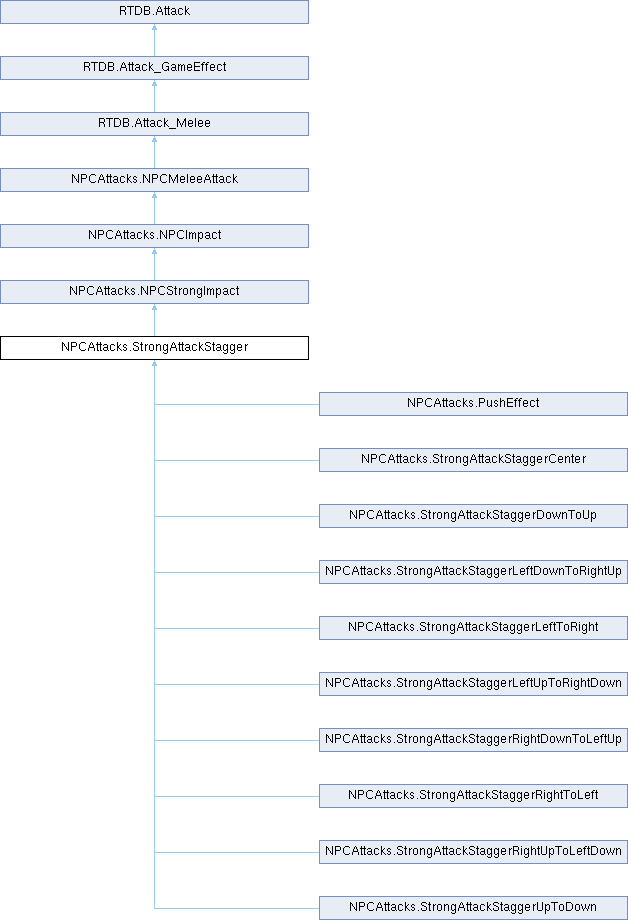 RTDB.Attack
RTDB.Attack_GameEffect
RTDB.Attack_Melee
NPCAttacks.NPCMeleeAttack
NPCAttacks.NPCImpact
NPCAttacks.NPCStrongImpact
NPCAttacks.StrongAttackStagger
NPCAttacks.PushEffect
NPCAttacks.StrongAttackStaggerCenter
NPCAttacks.StrongAttackStaggerDownToUp
NPCAttacks.StrongAttackStaggerLeftDownToRightUp
NPCAttacks.StrongAttackStaggerLeftToRight
NPCAttacks.StrongAttackStaggerLeftUpToRightDown
NPCAttacks.StrongAttackStaggerRightDownToLeftUp
NPCAttacks.StrongAttackStaggerRightToLeft
NPCAttacks.StrongAttackStaggerRightUpToLeftDown
NPCAttacks.StrongAttackStaggerUpToDown